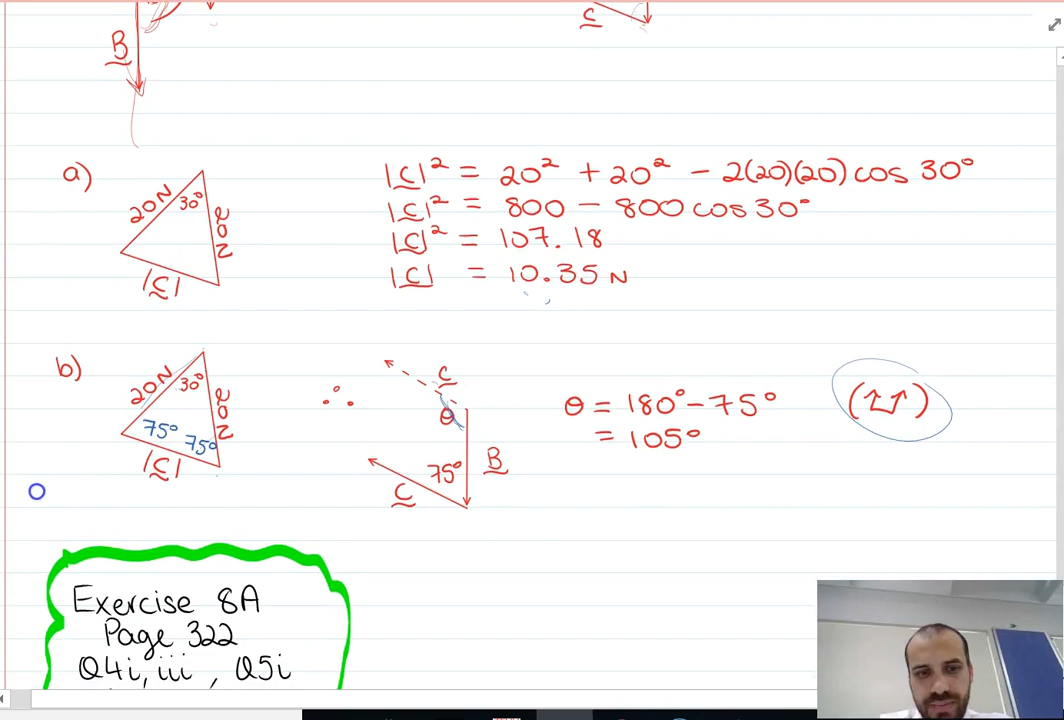 B
C
a)
20N
30°
20N
|C|
|C|² = 20² + 20² - 2(20)(20) cos 30°
|C|² = 800 - 800 cos 30°
|C|² = 107.18
|C| = 10.35 N
b)
20N
30°
20N
75° 75°
|C|
∴
C
θ
75°
B
C
θ = 180° - 75°
= 105°
Exercise 8A
Page 322
Q4i, iii, Q5i